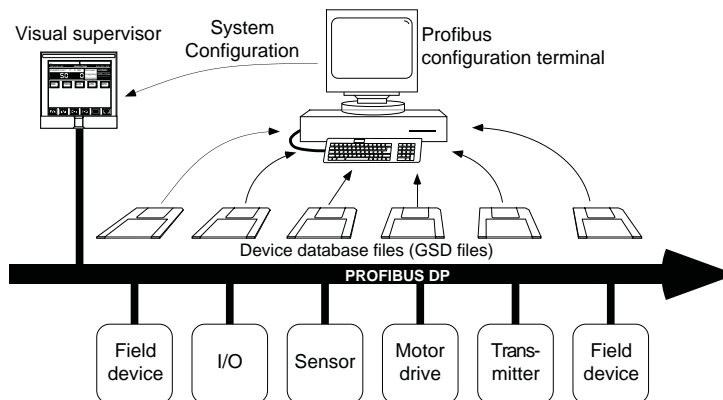 Visual supervisor
System
Configuration
Profibus
configuration terminal
Device database files (GSD files)
PROFIBUS DP
Field
device
I/O
Sensor
Motor
drive
Trans-
mitter
Field
device